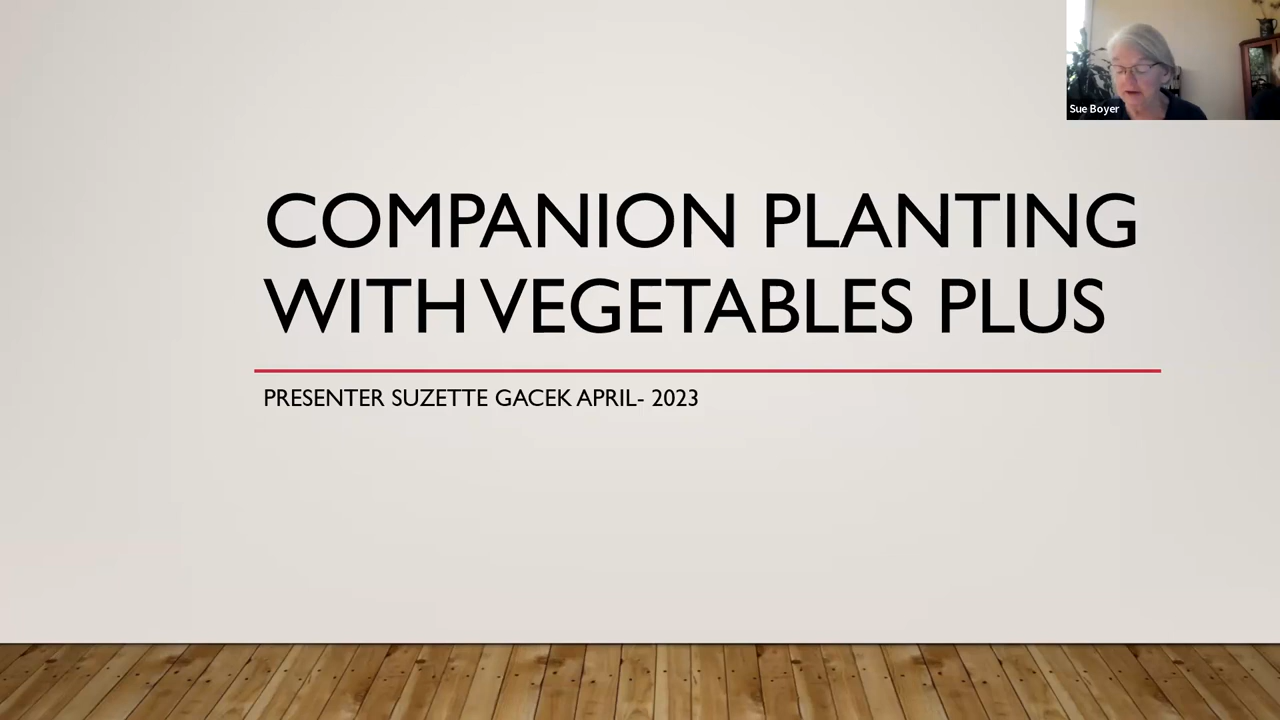 Sue Boyer
COMPANION PLANTING
WITH VEGETABLES PLUS
PRESENTER SUZETTE GACEK APRIL- 2023